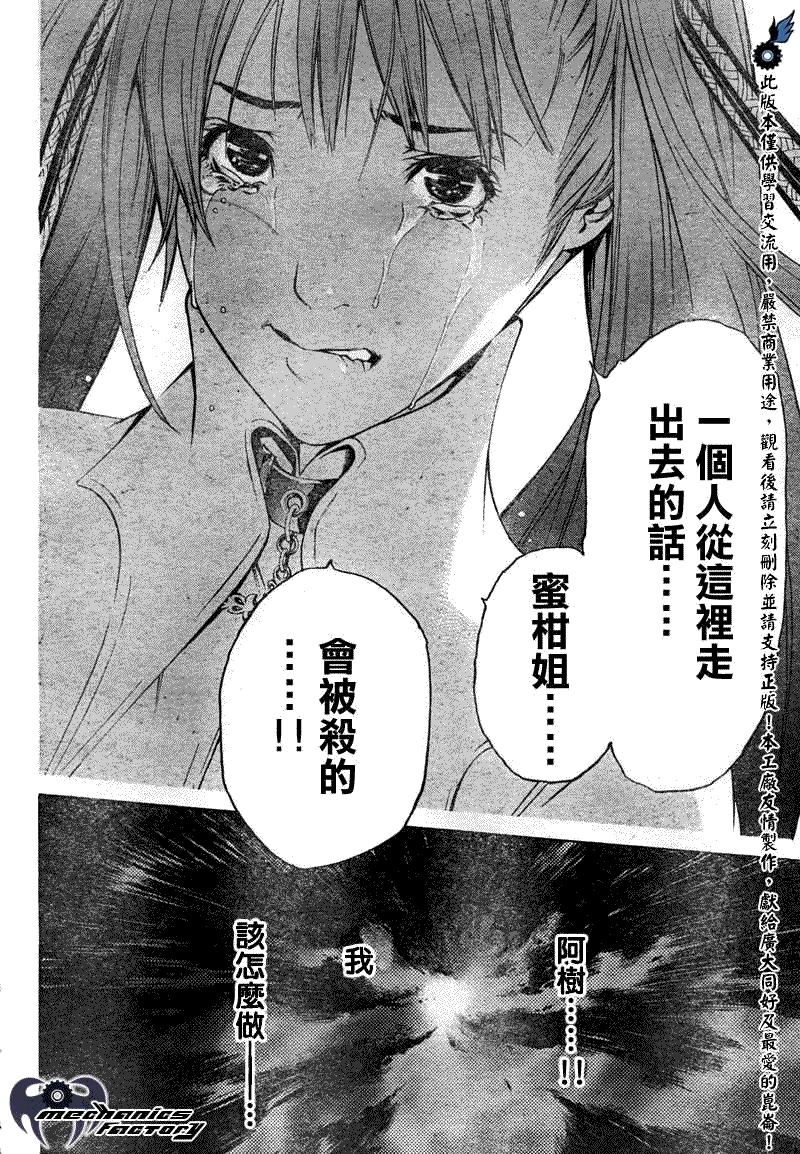 一個人從這裡走
出去的話……
蜜柑姐……
會被殺的
……!!
阿樹……!!
我
該怎麼做——…
此版本僅供學習交流用，嚴禁商業用途，觀看後請立刻刪除並請支持正版！本工廠友情製作，獻給廣大同好及最愛的崑崙！
mechanics
factory